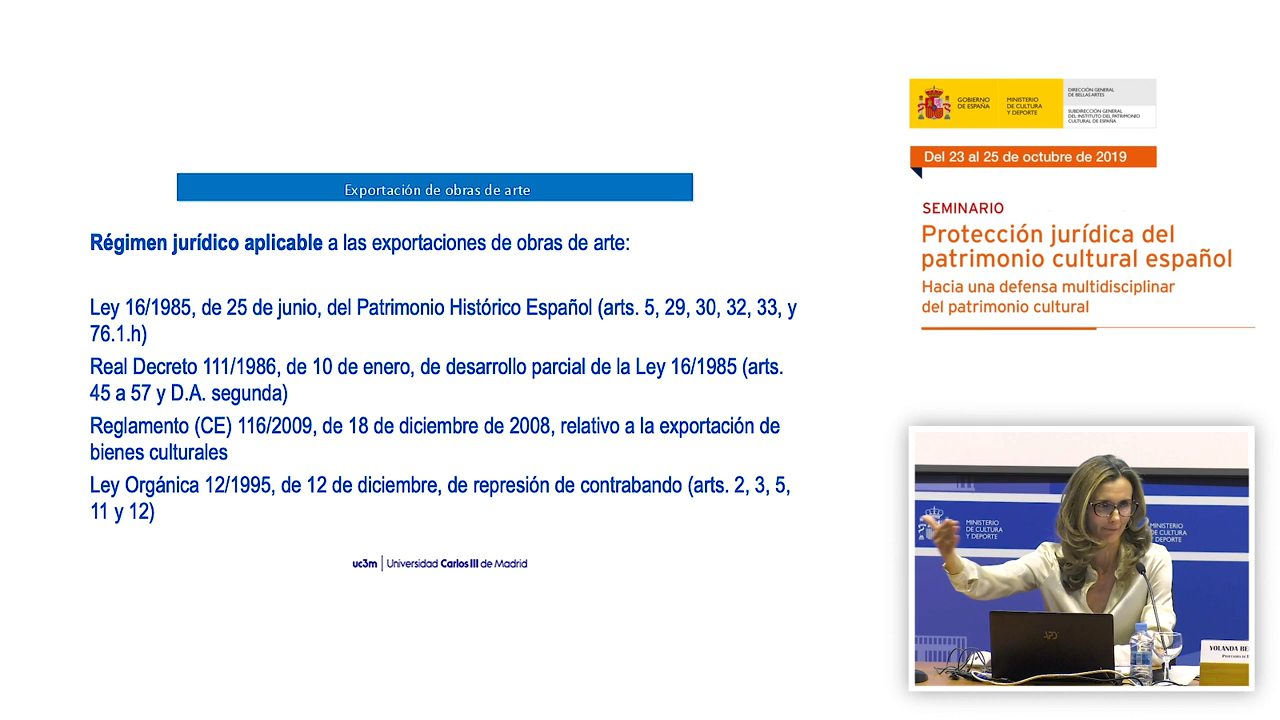 Exportación de obras de arte
Régimen jurídico aplicable a las exportaciones de obras de arte:
Ley 16/1985, de 25 de junio, del Patrimonio Histórico Español (arts. 5, 29, 30, 32, 33, y
76.1.h)
Real Decreto 111/1986, de 10 de enero, de desarrollo parcial de la Ley 16/1985 (arts.
45 a 57 y D.A. segunda)
Reglamento (CE) 116/2009, de 18 de diciembre de 2008, relativo a la exportación de
bienes culturales
Ley Orgánica 12/1995, de 12 de diciembre, de represión de contrabando (arts. 2, 3, 5,
11 y 12)
uc3m | Universidad Carlos III de Madrid
GOBIERNO
DE ESPAÑA
MINISTERIO
DE CULTURA
Y DEPORTE
DIRECCIÓN GENERAL
DE BELLAS ARTES
SUBDIRECCIÓN GENERAL
DEL INSTITUTO DEL PATRIMONIO
CULTURAL DE ESPAÑA
Del 23 al 25 de octubre de 2019
SEMINARIO
Protección jurídica del
patrimonio cultural español
Hacia una defensa multidisciplinar
del patrimonio cultural
MINISTERIO
DE CULTURA
Y DEPORTE
MINISTERIO
DE CULTURA
Y DEPORTE
YOLANDA BE